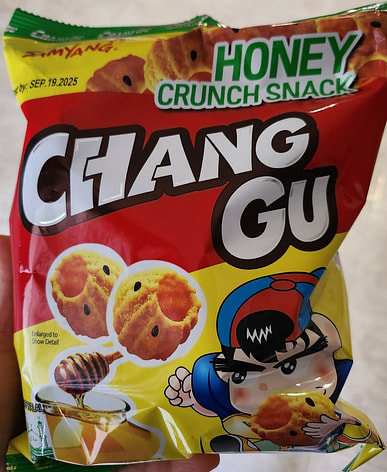 SAMYANG
by: SEP.19.2025
HONEY
CRUNCH SNACK
CHANG
GU
Enlarged to
Show Detail